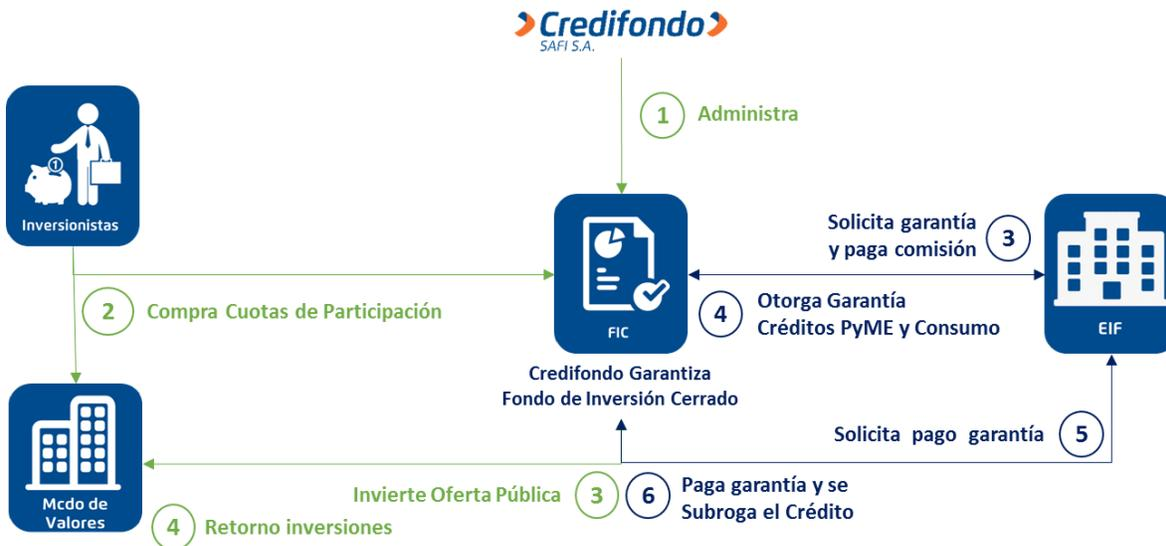 Credifondo
SAFI S.A.
1 Administra
1
Inversionistas
Solicita garantía
y paga comisión
3
2 Compra Cuotas de Participación
FIC
4
Otorga Garantía
Créditos PyME y Consumo
EIF
Credifondo Garantiza
Fondo de Inversión Cerrado
Solicita pago garantía 5
Mcdo de
Valores
Invierte Oferta Pública 3
6
Paga garantía y se
Subroga el Crédito
4 Retorno inversiones